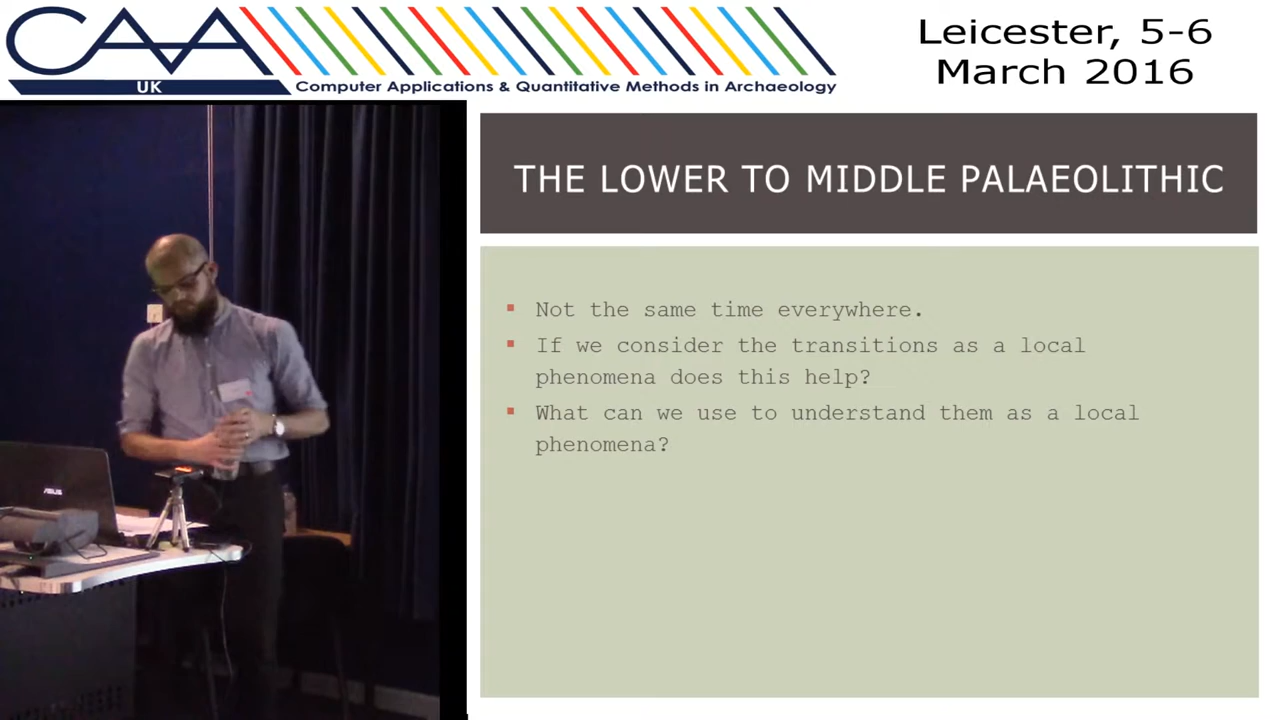 CAA
UK
Computer Applications & Quantitative Methods in Archaeology
Leicester, 5-6
March 2016
THE LOWER TO MIDDLE PALAEOLITHIC
▪ Not the same time everywhere.
▪ If we consider the transitions as a local
phenomena does this help?
▪ What can we use to understand them as a local
phenomena?
ASUS